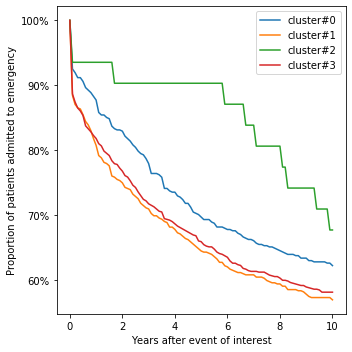 100%
90%
80%
70%
60%
Proportion of patients admitted to emergency
cluster#0
cluster#1
cluster#2
cluster#3
0 2 4 6 8 10
Years after event of interest